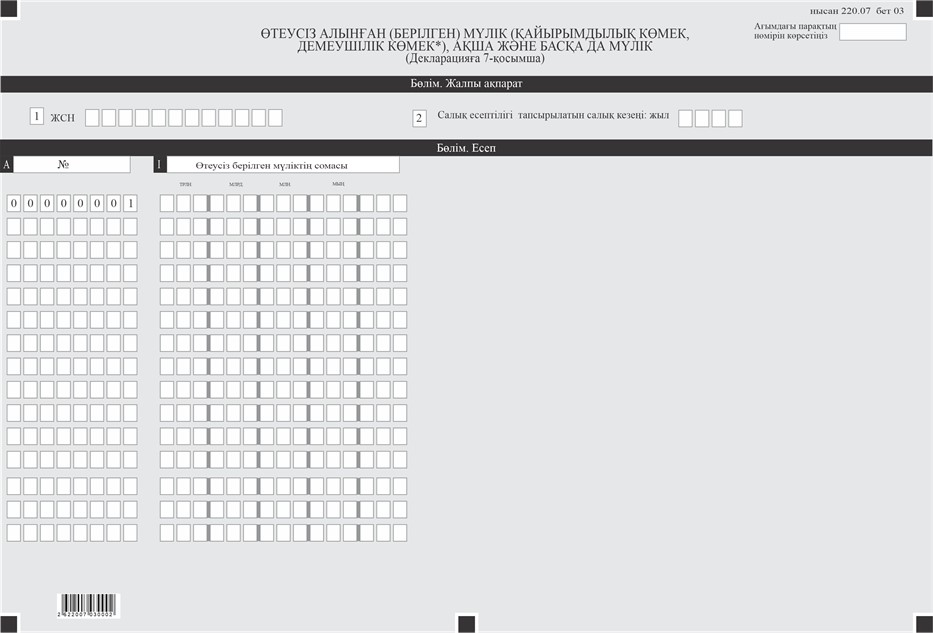 нысан 220.07 бет 03
Ағымдағы парақтың
нөмірін көрсетіңіз
ӨТЕУСІЗ АЛЫНҒАН (БЕРІЛГЕН) МҮЛІК (ҚАЙЫРЫМДЫЛЫҚ КӨМЕК,
ДЕМЕУШІЛІК КӨМЕК*), АҚША ЖӘНЕ БАСҚА ДА МҮЛІК
(Декларацияға 7-қосымша)
Бөлім. Жалпы ақпарат
1 ЖСН
2 Салық есептілігі тапсырылатын салық кезеңі: жыл
Бөлім. Есеп
A № I Өтеусіз берілген мүліктің сомасы
трлн млрд млн мың
0 0 0 0 0 0 0 1
2622007030002